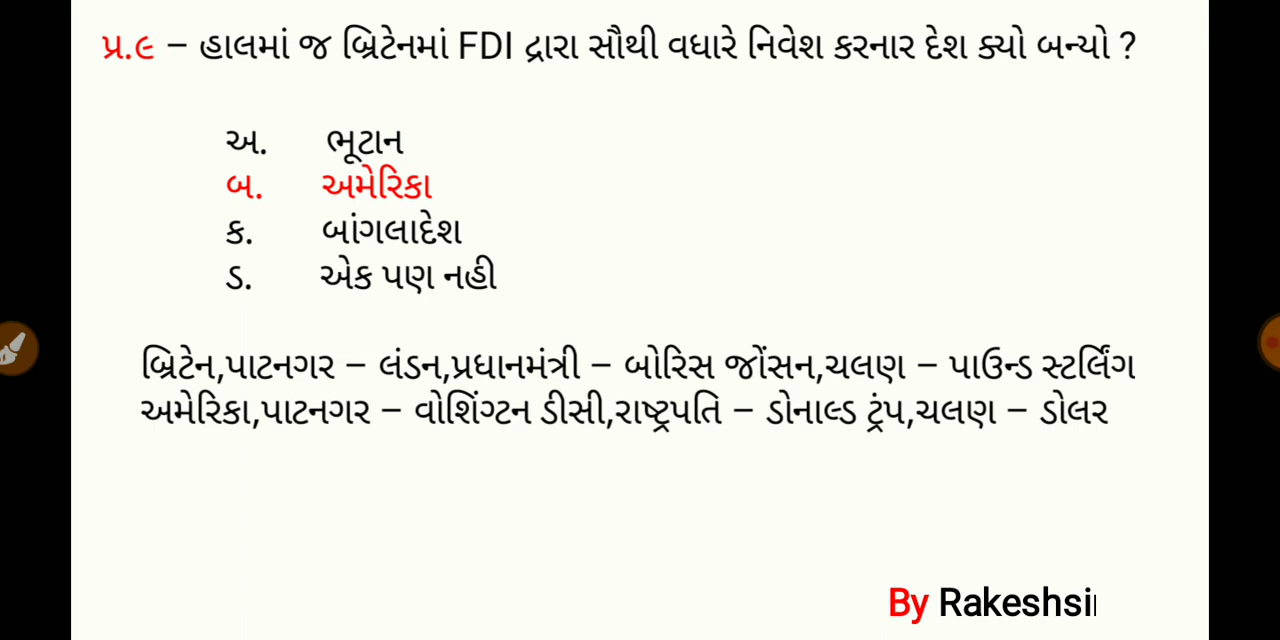 પ્ર.૯ – હાલમાં જ બ્રિટેનમાં FDI દ્વારા સૌથી વધારે નિવેશ કરનાર દેશ ક્યો બન્યો ?
અ. ભૂટાન
બ. અમેરિકા
ક. બાંગલાદેશ
ડ. એક પણ નહી
બ્રિટેન,પાટનગર – લંડન,પ્રધાનમંત્રી – બોરિસ જોંસન,ચલણ – પાઉન્ડ સ્ટર્લિંગ
અમેરિકા,પાટનગર – વોશિંગ્ટન ડીસી,રાષ્ટ્રપતિ – ડોનાલ્ડ ટ્રંપ,ચલણ – ડોલર
By Rakeshsi